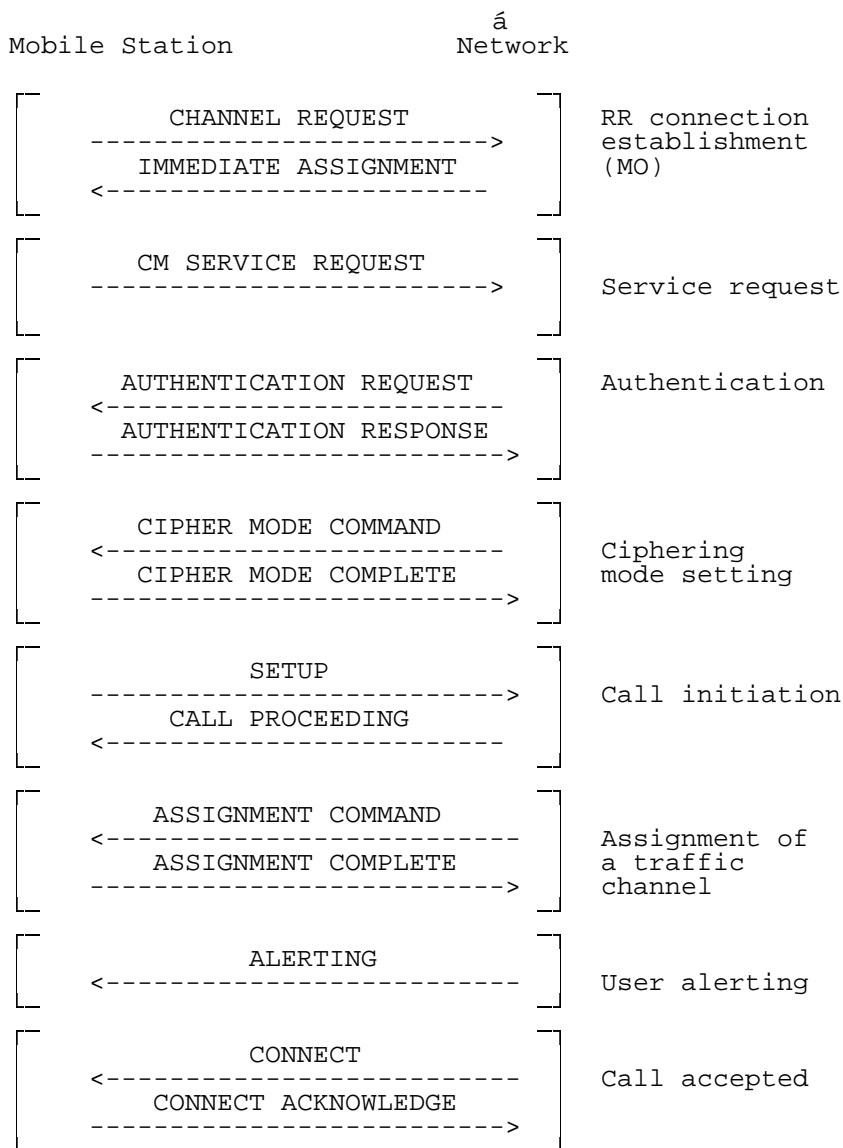 á
Mobile Station Network
CHANNEL REQUEST RR connection
-------------------------> establishment
IMMEDIATE ASSIGNMENT (MO)
<------------------------
CM SERVICE REQUEST
-------------------------> Service request
AUTHENTICATION REQUEST Authentication
<-------------------------
AUTHENTICATION RESPONSE
-------------------------->
CIPHER MODE COMMAND
<------------------------- Ciphering
CIPHER MODE COMPLETE mode setting
-------------------------->
SETUP
--------------------------> Call initiation
CALL PROCEEDING
<-------------------------
ASSIGNMENT COMMAND
<-------------------------- Assignment of
ASSIGNMENT COMPLETE a traffic
--------------------------> channel
ALERTING
<-------------------------- User alerting
CONNECT
<-------------------------- Call accepted
CONNECT ACKNOWLEDGE
-------------------------->